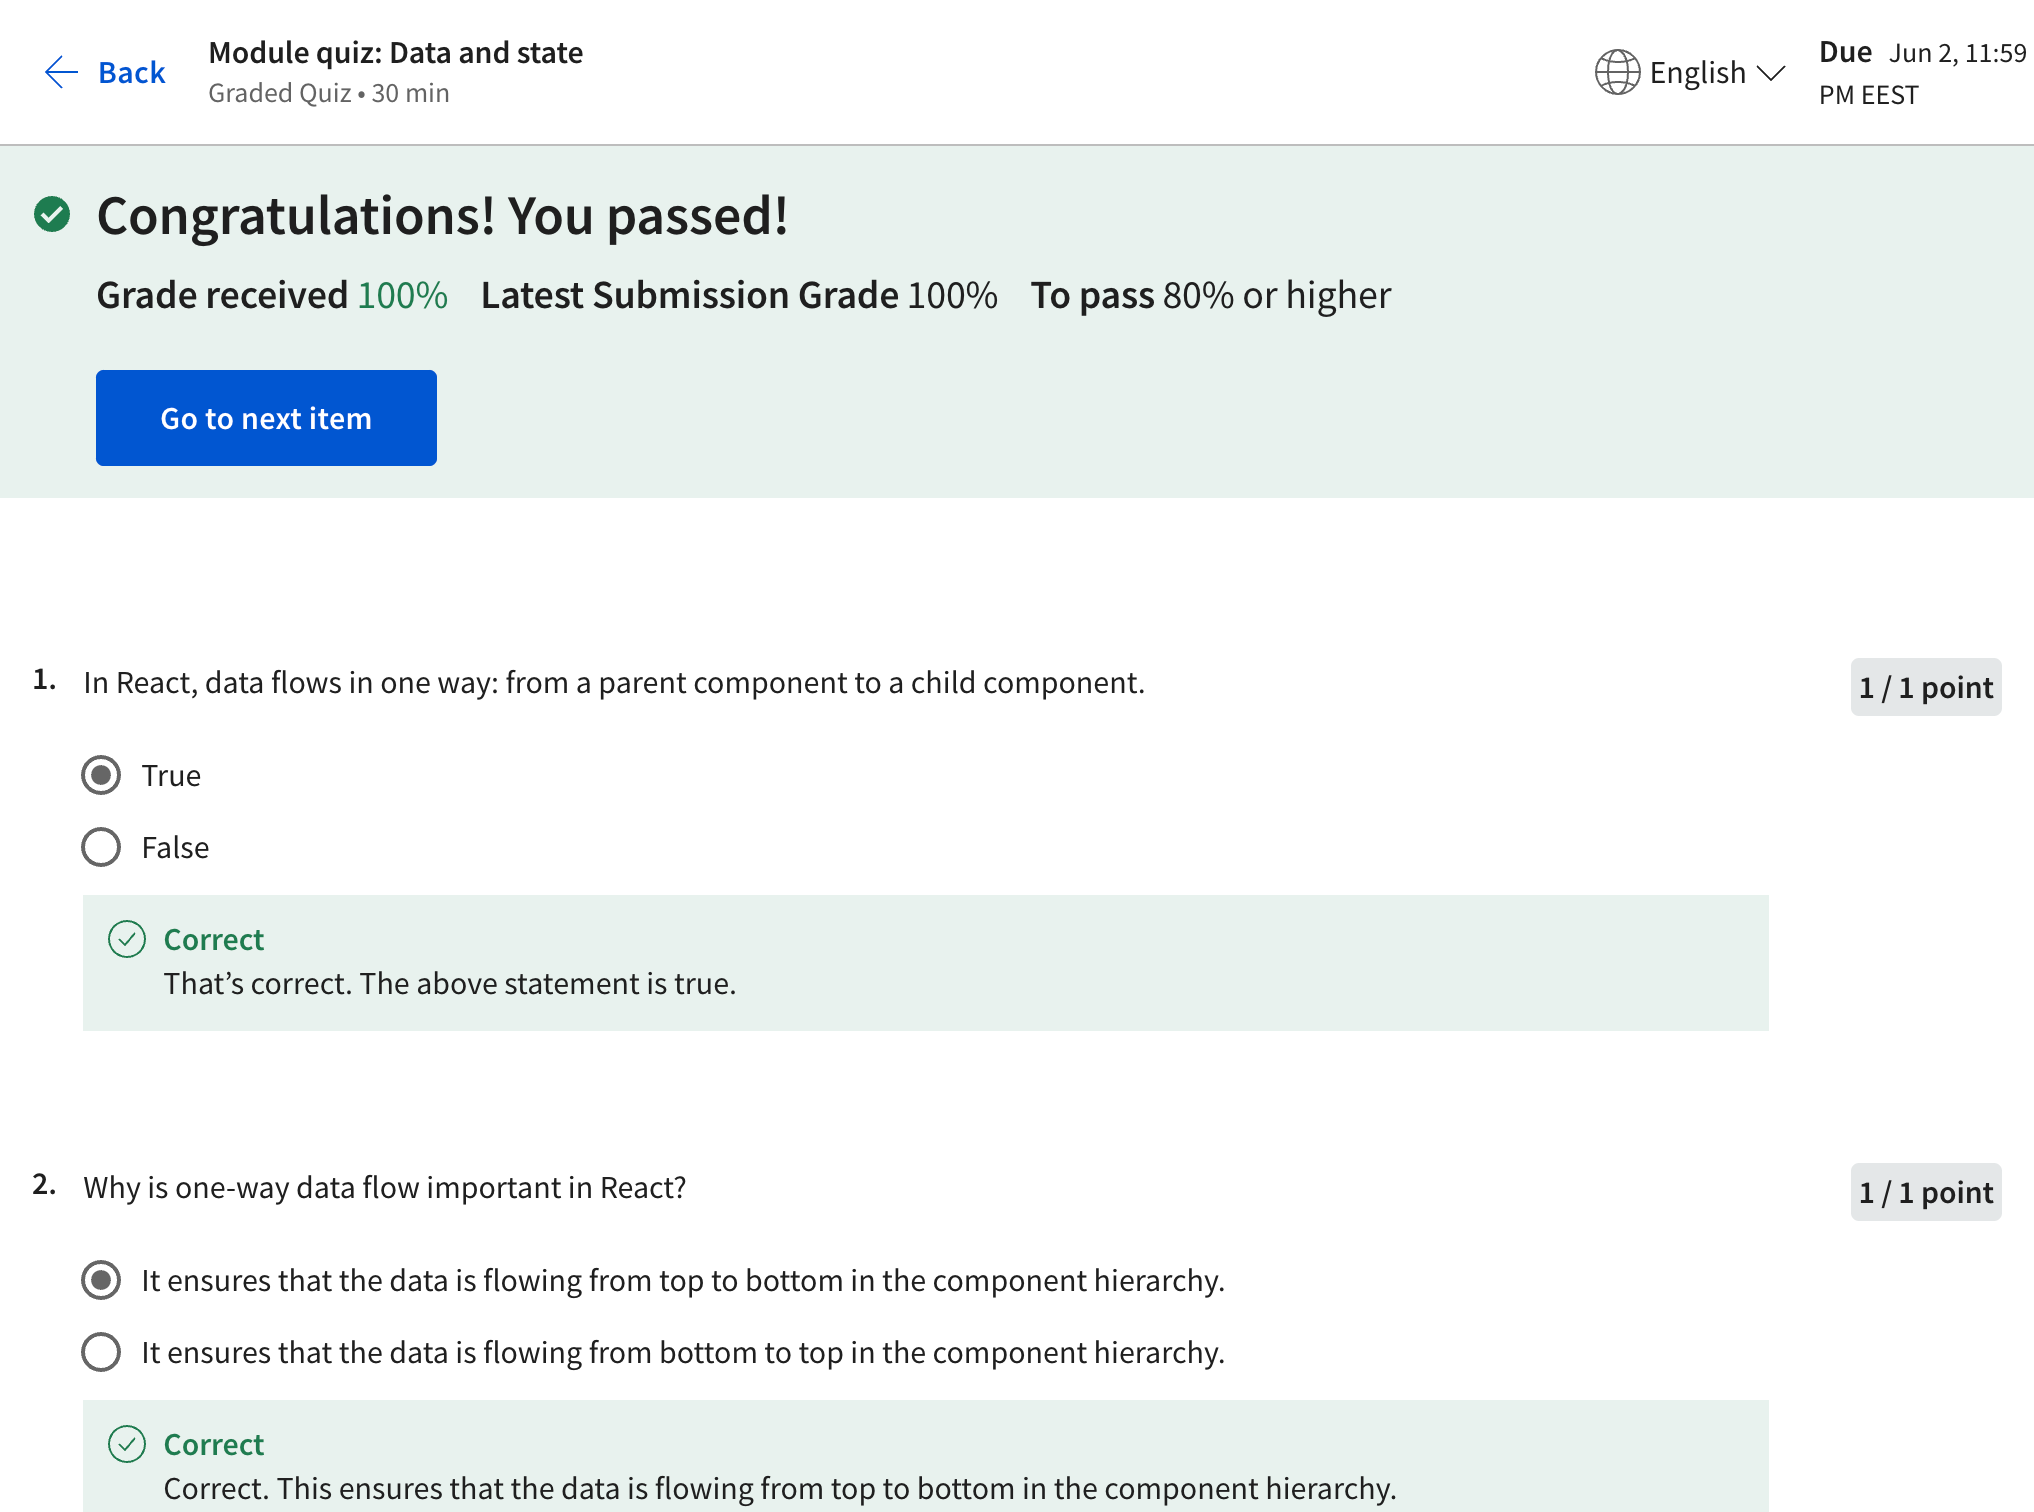 Back
Module quiz: Data and state
Graded Quiz • 30 min
English
Due Jun 2, 11:59
PM EEST
Congratulations! You passed!
Grade received 100% Latest Submission Grade 100% To pass 80% or higher
Go to next item
1. In React, data flows in one way: from a parent component to a child component.
1 / 1 point
True
False
Correct
That’s correct. The above statement is true.
2. Why is one-way data flow important in React?
1 / 1 point
It ensures that the data is flowing from top to bottom in the component hierarchy.
It ensures that the data is flowing from bottom to top in the component hierarchy.
Correct
Correct. This ensures that the data is flowing from top to bottom in the component hierarchy.